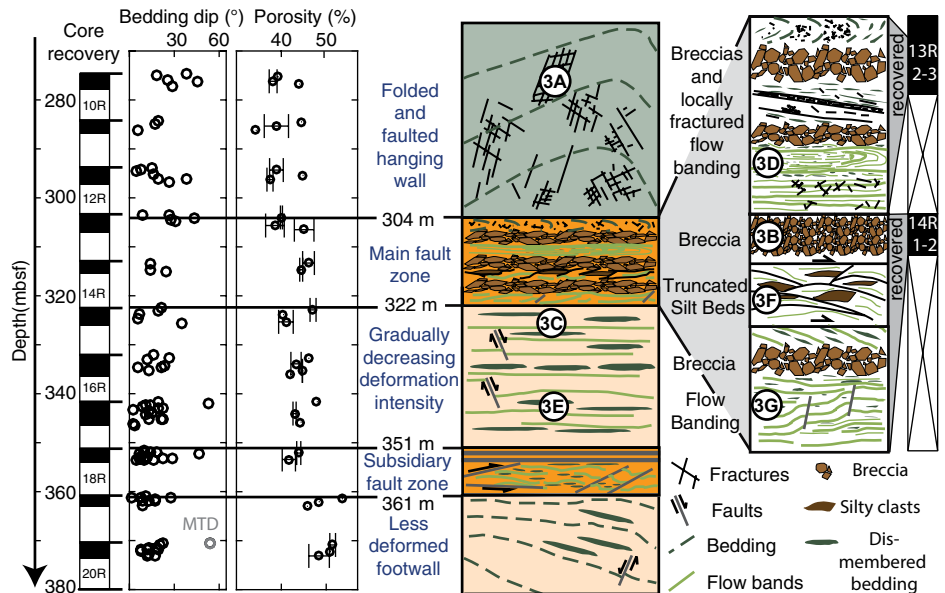 Bedding dip (°)
Porosity (%)
Core
recovery
0
30
60
40
50
Depth(mbsf)
280
300
320
340
360
380
10R
12R
14R
16R
18R
20R
MTD
Folded
and
faulted
hanging
wall
304 m
Main fault
zone
322 m
Gradually
decreasing
deformation
intensity
351 m
Subsidiary
fault zone
361 m
Less
deformed
footwall
3A
3C
3E
Breccias
and
locally
fractured
flow
banding
Breccia
Truncated
Silt Beds
Breccia
Flow
Banding
3D
3B
3F
3G
recovered
recovered
13R
2-3
14R
1-2
Fractures
Faults
Bedding
Flow bands
Breccia
Silty clasts
Dis-
membered
bedding